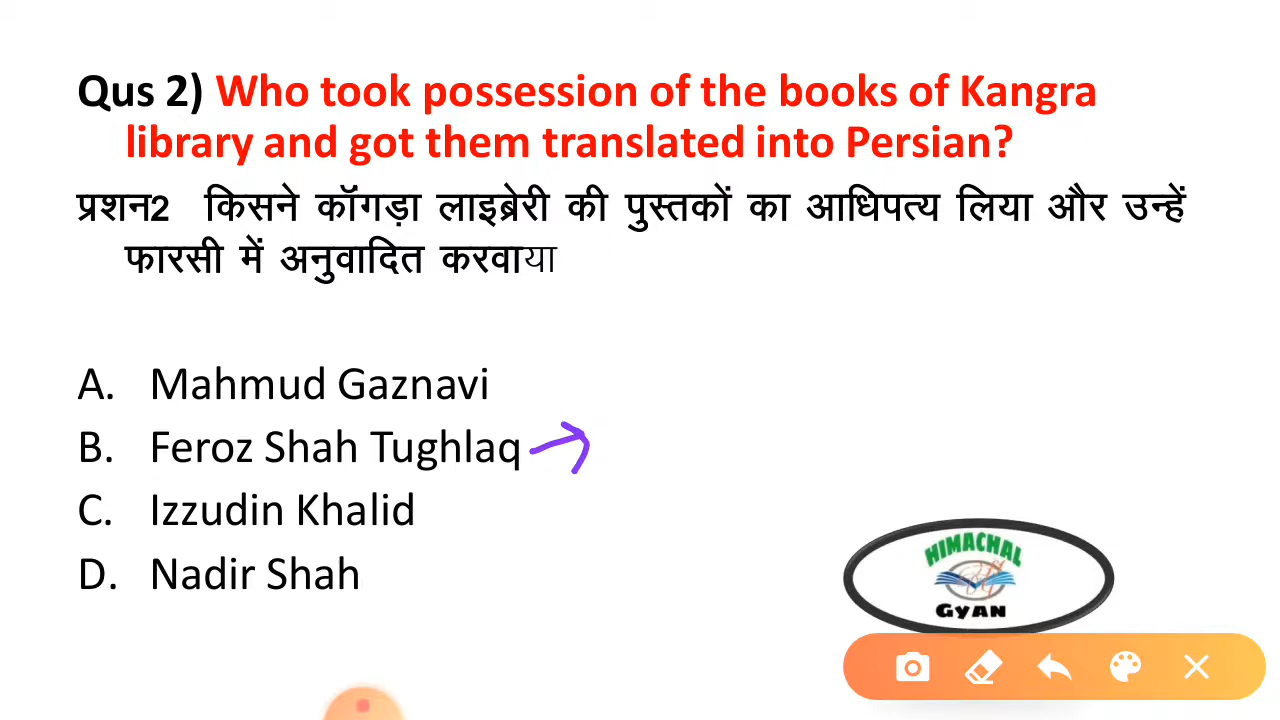 Qus 2) Who took possession of the books of Kangra
library and got them translated into Persian?
प्रशन2 किसने कॉगड़ा लाइब्रेरी की पुस्तकों का आधिपत्य लिया और उन्हें
फारसी में अनुवादित करवाया
A. Mahmud Gaznavi
B. Feroz Shah Tughlaq
C. Izzudin Khalid
D. Nadir Shah
HIMACHAL
Gyan